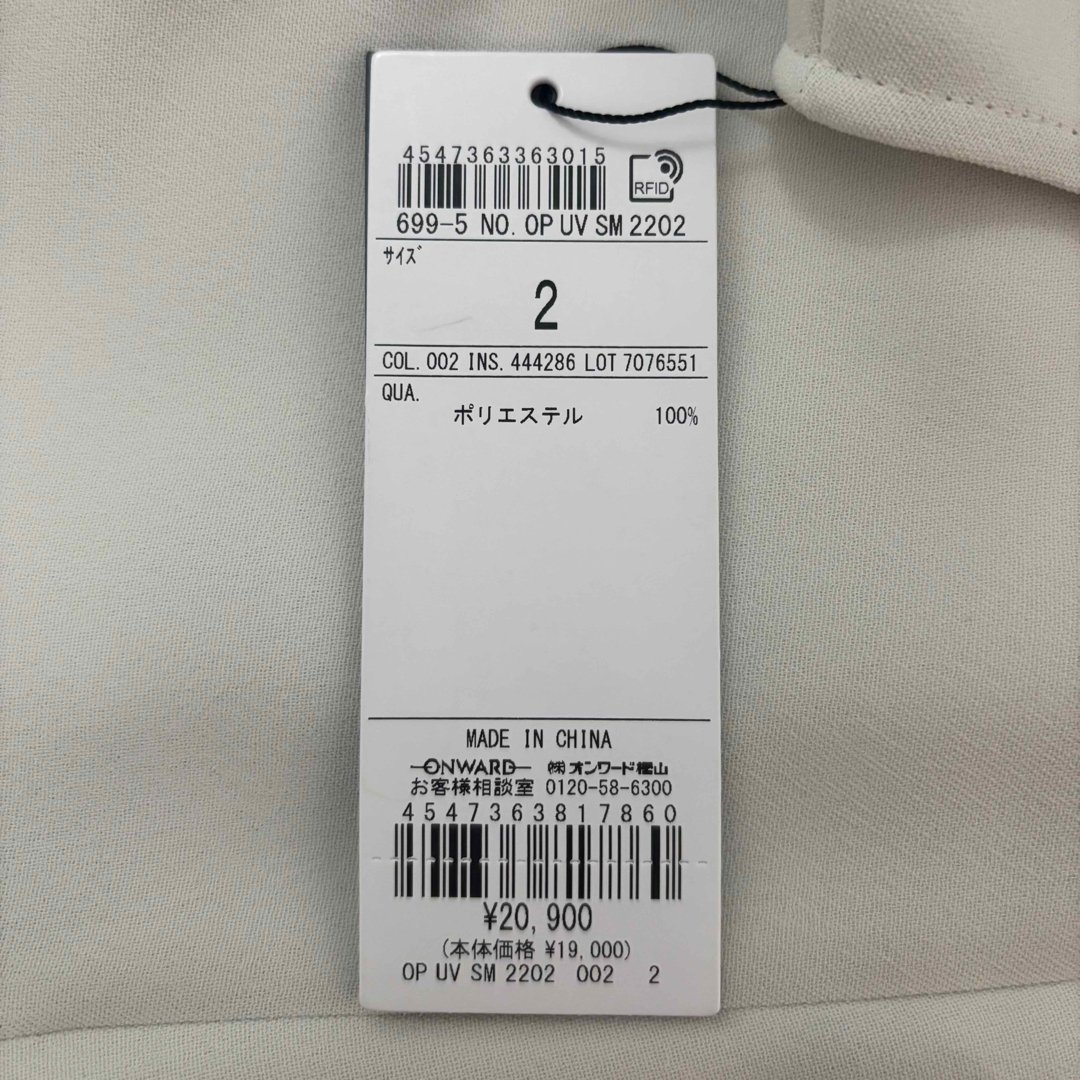 4547363363015
RFID
699-5 NO. OP UV SM 2202
サイズ
2
COL. 002 INS. 444286 LOT 7076551
QUA.
ポリエステル 100%
MADE IN CHINA
ONWARD ㈱オンワード樫山
お客様相談室 0120-58-6300
4547363817860
¥20,900
(本体価格 ¥19,000)
OP UV SM 2202 002 2